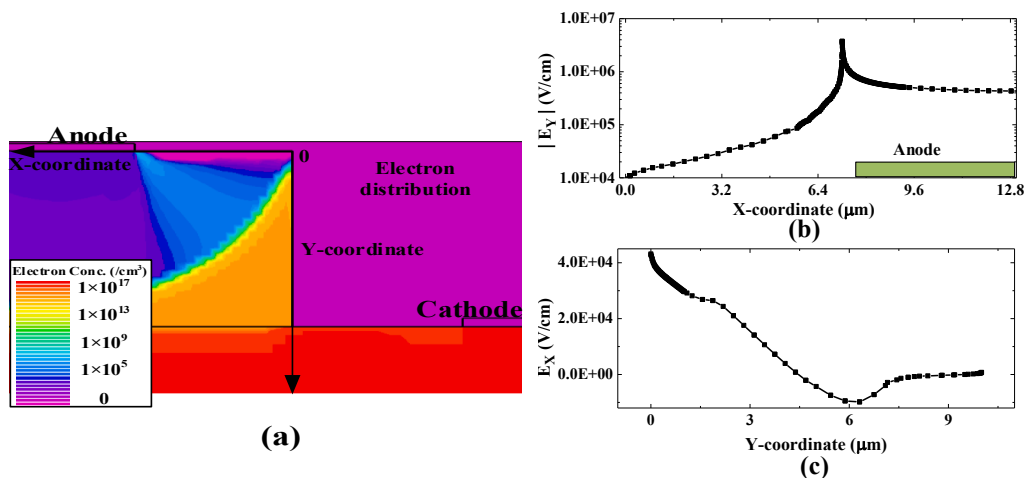 Anode
X-coordinate
0
Electron
distribution
Y-coordinate
Cathode
Electron Conc. (/cm³)
1×10¹⁷
1×10¹³
1×10⁹
1×10⁵
0
(a)
1.0E+07
1.0E+06
1.0E+05
1.0E+04
| E_Y | (V/cm)
Anode
0.0 3.2 6.4 9.6 12.8
X-coordinate (μm)
(b)
4.0E+04
2.0E+04
0.0E+00
E_X (V/cm)
0 3 6 9
Y-coordinate (μm)
(c)